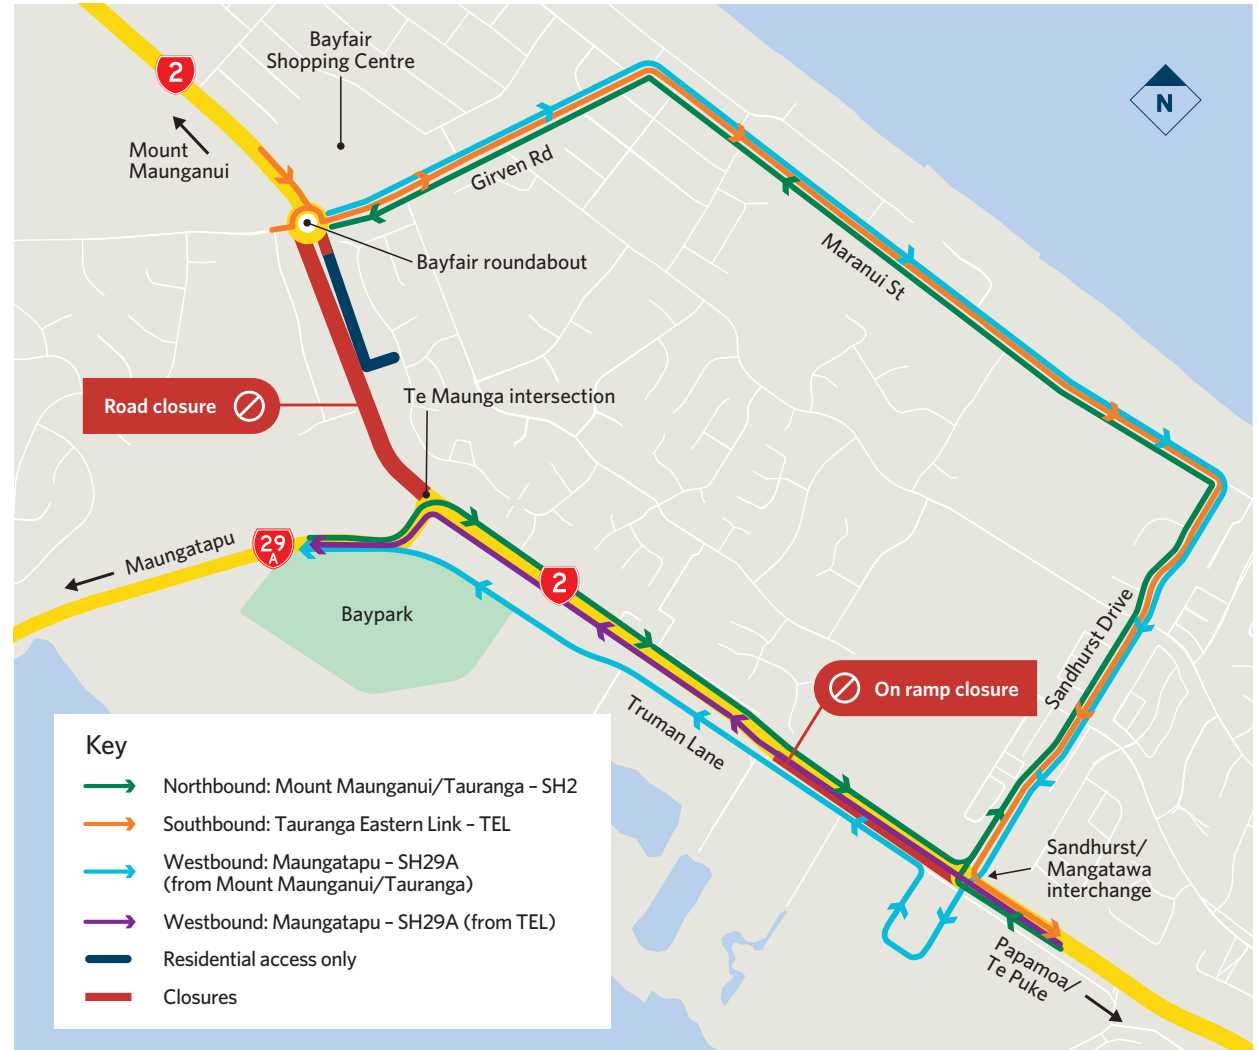 2
Bayfair
Shopping Centre
N
Mount
Maunganui
Girven Rd
Bayfair roundabout
Maranui St
Road closure
Te Maunga intersection
29
A
Maungatapu
2
Baypark
Sandhurst Drive
On ramp closure
Truman Lane
Sandhurst/
Mangatawa
interchange
Papamoa/
Te Puke
Key
Northbound: Mount Maunganui/Tauranga – SH2
Southbound: Tauranga Eastern Link – TEL
Westbound: Maungatapu – SH29A
(from Mount Maunganui/Tauranga)
Westbound: Maungatapu – SH29A (from TEL)
Residential access only
Closures